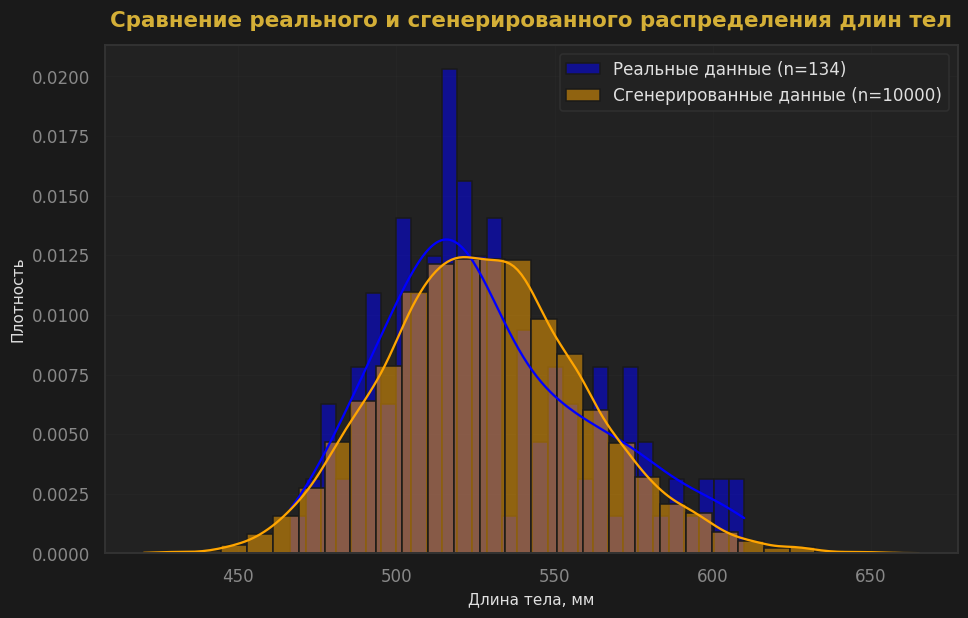 Сравнение реального и сгенерированного распределения длин тел
Реальные данные (n=134)
Сгенерированные данные (n=10000)
0.0200
0.0175
0.0150
0.0125
0.0100
0.0075
0.0050
0.0025
0.0000
Плотность
450 500 550 600 650
Длина тела, мм